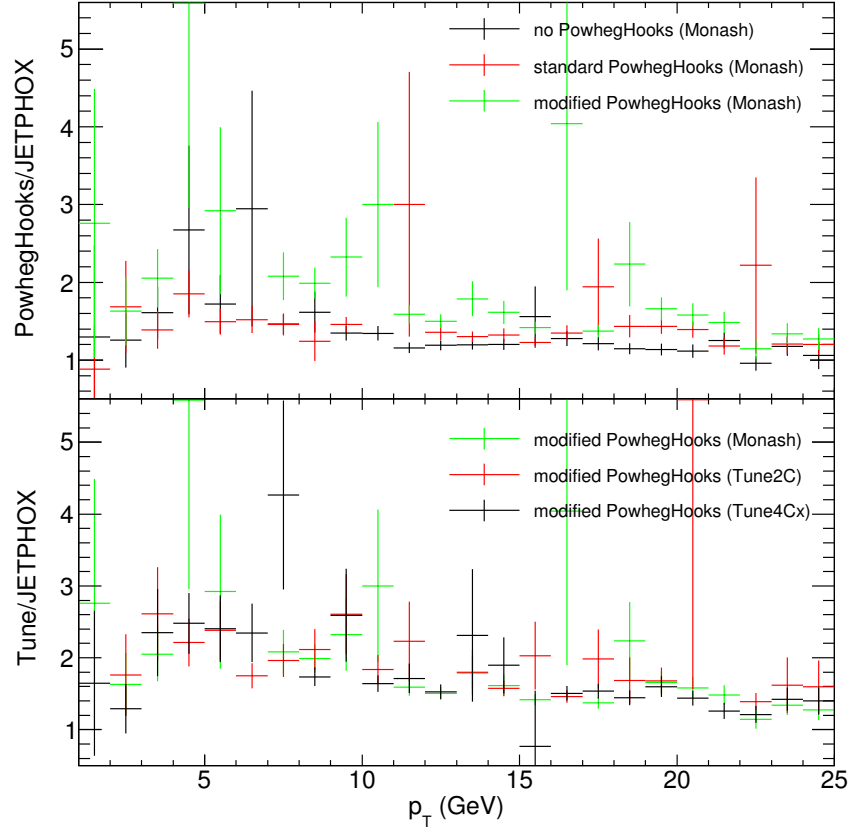 PowhegHooks/JETPHOX
5
4
3
2
1
no PowhegHooks (Monash)
standard PowhegHooks (Monash)
modified PowhegHooks (Monash)
Tune/JETPHOX
5
4
3
2
1
modified PowhegHooks (Monash)
modified PowhegHooks (Tune2C)
modified PowhegHooks (Tune4Cx)
5 10 15 20 25
p_T (GeV)